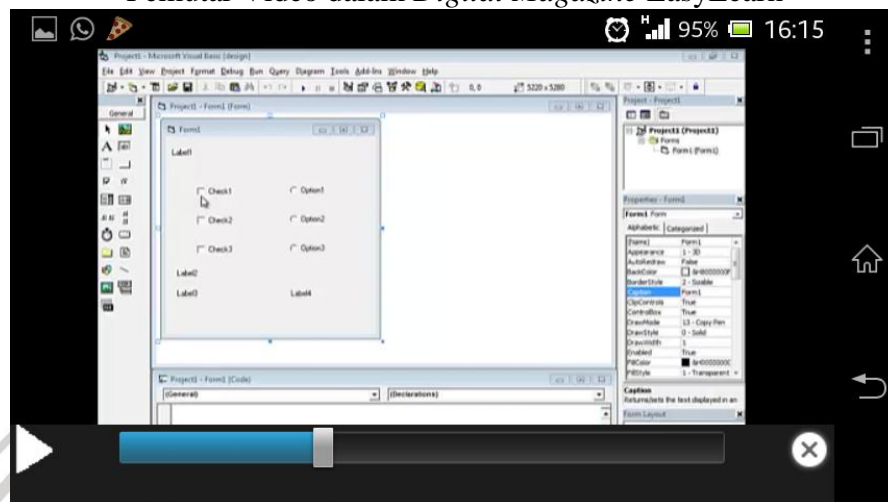 Pemutar Video dalam Digital Magazine EasyLearn
H 95% 16:15
Project1 - Microsoft Visual Basic [design]
File Edit View Project Format Debug Run Query Diagram Tools Add-Ins Window Help
0, 0 5220 x 5280
General
Project1 - Form1 (Form)
Form1
Label1
Check1 Option1
Check2 Option2
Check3 Option3
Label2
Label3 Label4
Project - Project1
Project1 (Project1)
Forms
Form1 (Form1)
Properties - Form1
Form1 Form
Alphabetic Categorized
(Name) Form1
Appearance 1 - 3D
AutoRedraw False
BackColor
BorderStyle 2 - Sizable
Caption Form1
ClipControls True
ControlBox True
DrawMode 13 - Copy Pen
DrawStyle 0 - Solid
DrawWidth 1
Enabled True
FillColor
FillStyle 1 - Transparent
Caption
Returns/sets the text displayed in an
Form Layout
Project1 - Form1 (Code)
(General) (Declarations)